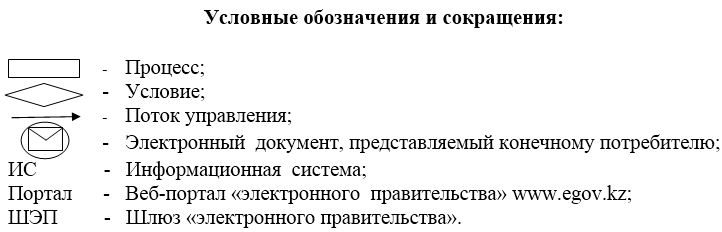 Условные обозначения и сокращения:
- Процесс;
- Условие;
- Поток управления;
- Электронный документ, представляемый конечному потребителю;
ИС - Информационная система;
Портал - Веб-портал «электронного правительства» www.egov.kz;
ШЭП - Шлюз «электронного правительства».